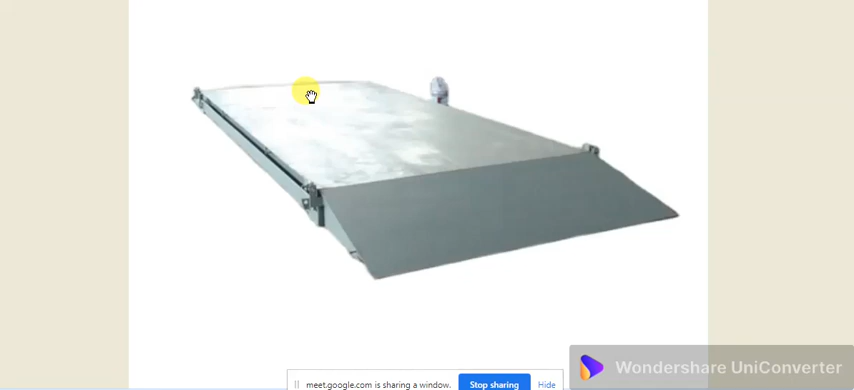 meet.google.com is sharing a window.
Stop sharing
Hide
Wondershare UniConverter